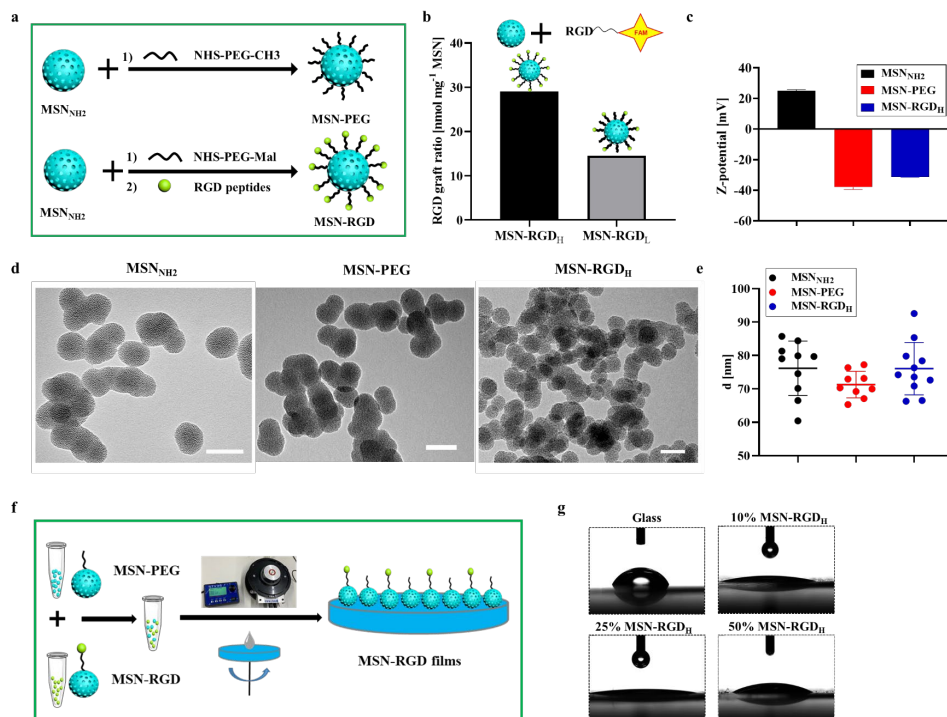 a
1)
NHS-PEG-CH3
MSNNH2
MSN-PEG
1)
NHS-PEG-Mal
2)
RGD peptides
MSNNH2
MSN-RGD
b
RGD
FAM
RGD graft ratio [nmol mg-1 MSN]
40
30
20
10
0
MSN-RGDH
MSN-RGDL
c
MSNNH2
MSN-PEG
MSN-RGDH
Z-potential [mV]
40
20
0
-20
-40
-60
d
MSNNH2
MSN-PEG
MSN-RGDH
e
MSNNH2
MSN-PEG
MSN-RGDH
d [nm]
100
90
80
70
60
50
f
MSN-PEG
MSN-RGD
MSN-RGD films
g
Glass
10% MSN-RGDH
25% MSN-RGDH
50% MSN-RGDH